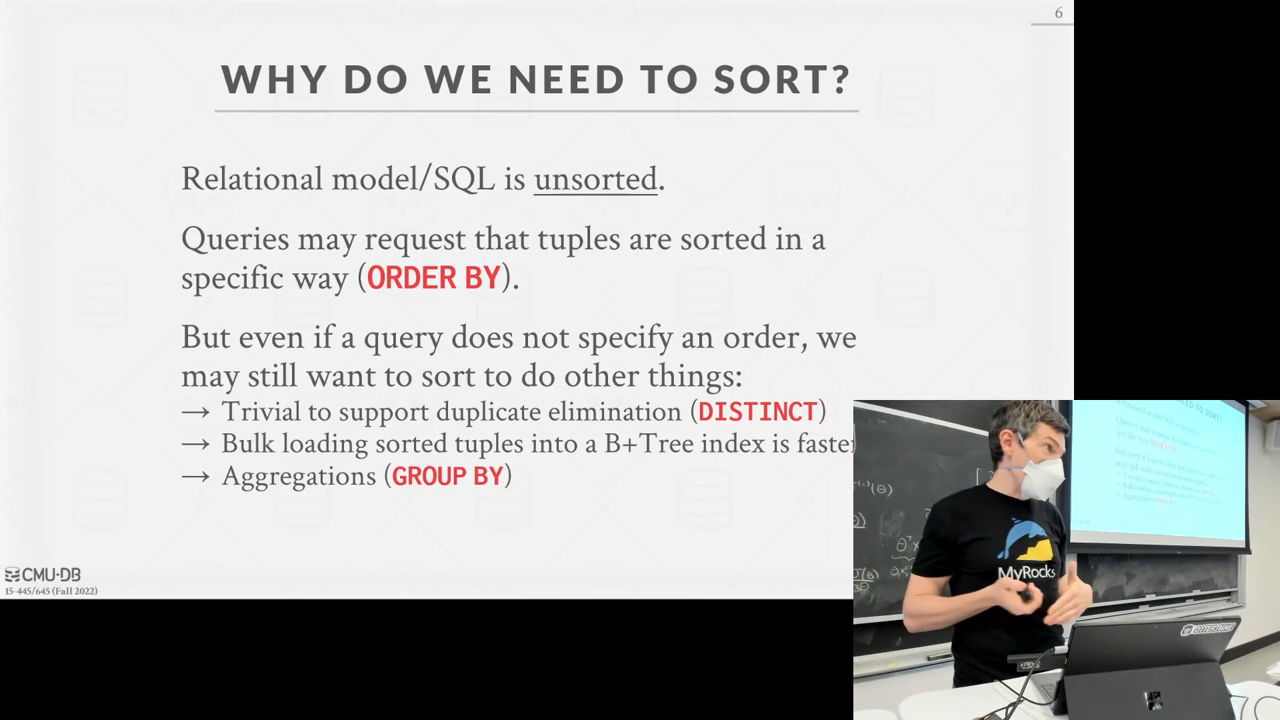 6
WHY DO WE NEED TO SORT?
Relational model/SQL is unsorted.
Queries may request that tuples are sorted in a
specific way (ORDER BY).
But even if a query does not specify an order, we
may still want to sort to do other things:
→ Trivial to support duplicate elimination (DISTINCT)
→ Bulk loading sorted tuples into a B+Tree index is faster
→ Aggregations (GROUP BY)
CMU·DB
15-445/645 (Fall 2022)
MyRocks